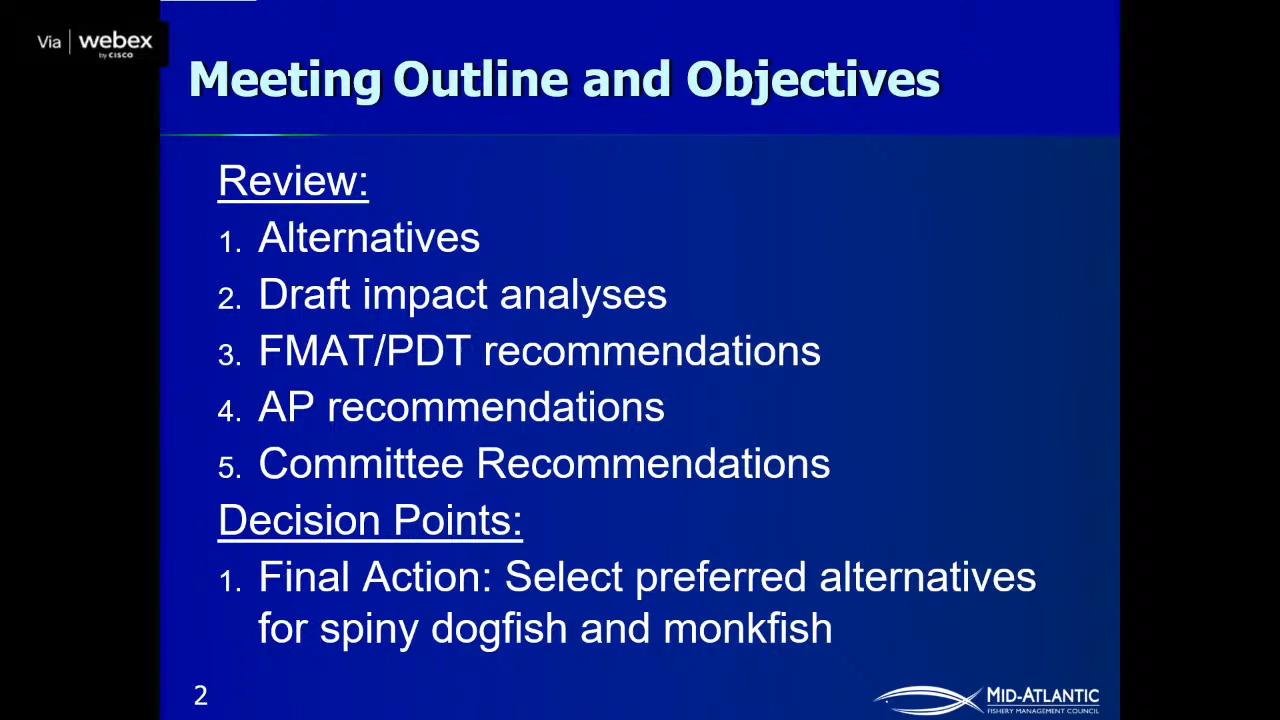 Via | webex
by CISCO
Meeting Outline and Objectives
Review:
1. Alternatives
2. Draft impact analyses
3. FMAT/PDT recommendations
4. AP recommendations
5. Committee Recommendations
Decision Points:
1. Final Action: Select preferred alternatives
for spiny dogfish and monkfish
2
MID-ATLANTIC
FISHERY MANAGEMENT COUNCIL